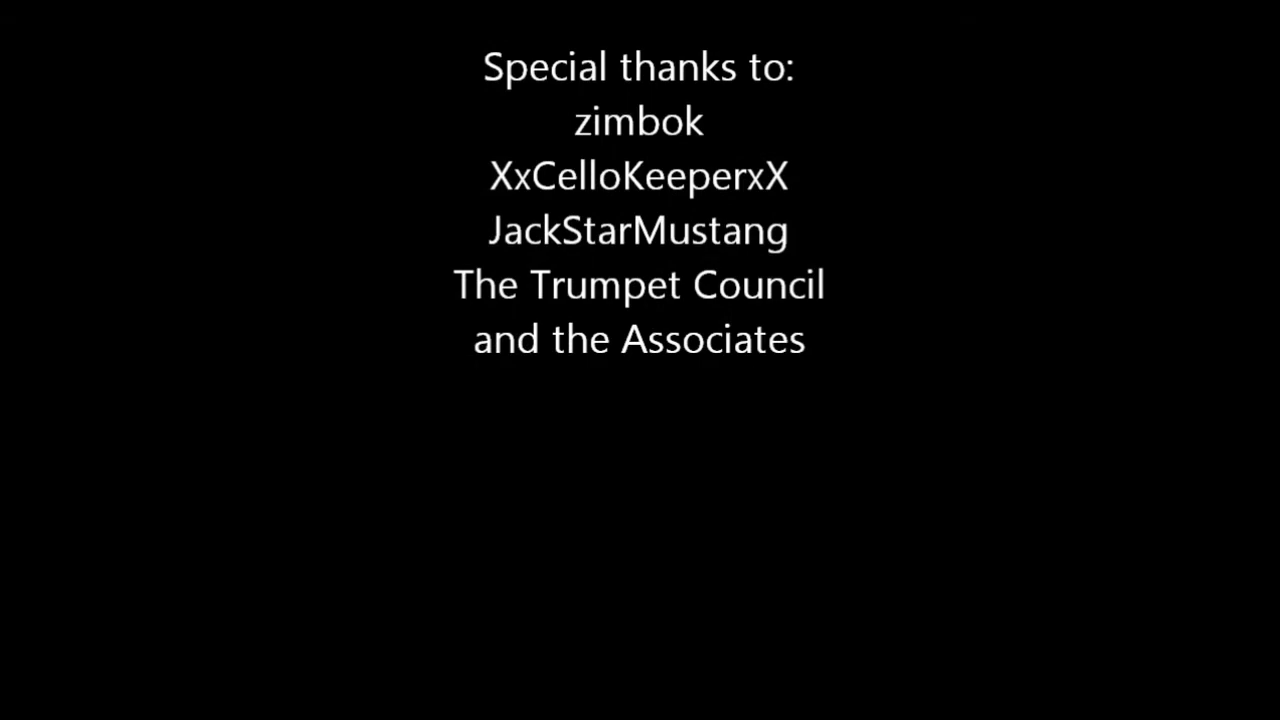 Special thanks to:
zimbok
XxCelloKeeperxX
JackStarMustang
The Trumpet Council
and the Associates